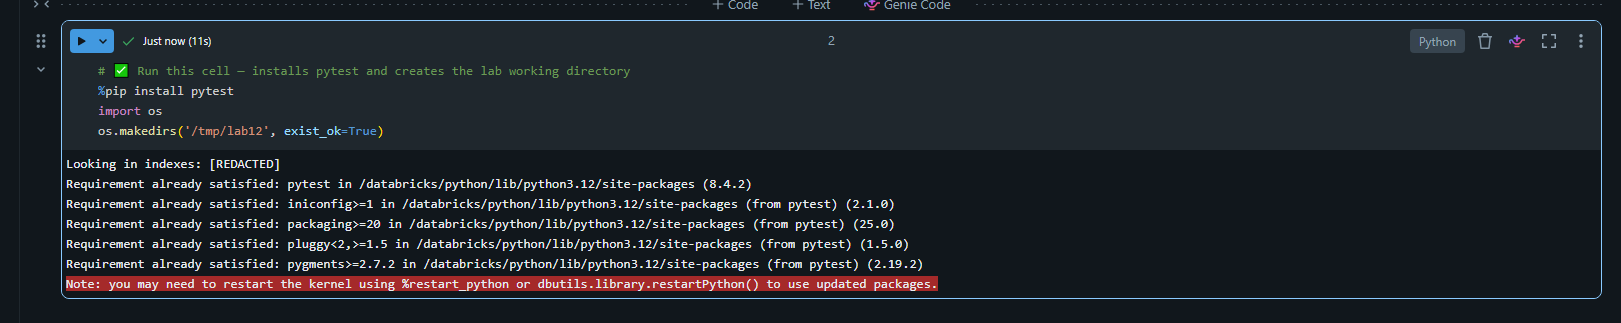 + Code + Text Genie Code
Just now (11s) 2 Python
# ✅ Run this cell — installs pytest and creates the lab working directory
%pip install pytest
import os
os.makedirs('/tmp/lab12', exist_ok=True)
Looking in indexes: [REDACTED]
Requirement already satisfied: pytest in /databricks/python/lib/python3.12/site-packages (8.4.2)
Requirement already satisfied: iniconfig>=1 in /databricks/python/lib/python3.12/site-packages (from pytest) (2.1.0)
Requirement already satisfied: packaging>=20 in /databricks/python/lib/python3.12/site-packages (from pytest) (25.0)
Requirement already satisfied: pluggy<2,>=1.5 in /databricks/python/lib/python3.12/site-packages (from pytest) (1.5.0)
Requirement already satisfied: pygments>=2.7.2 in /databricks/python/lib/python3.12/site-packages (from pytest) (2.19.2)
Note: you may need to restart the kernel using %restart_python or dbutils.library.restartPython() to use updated packages.